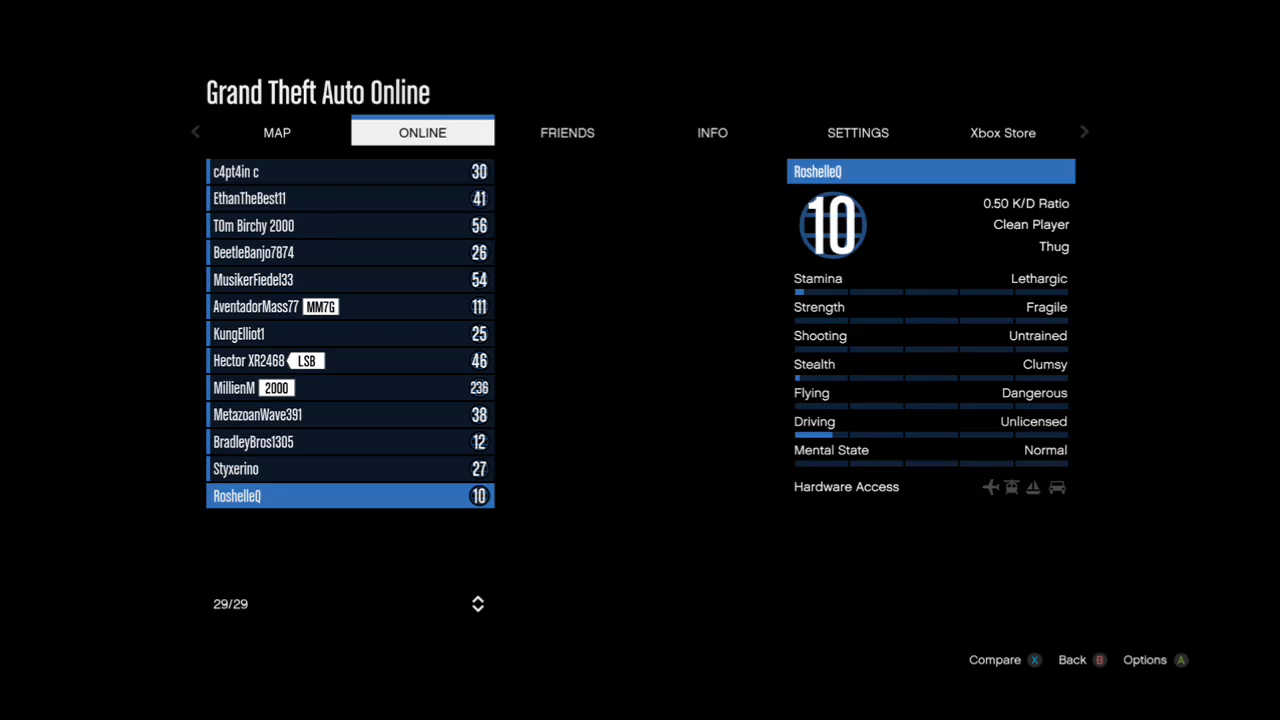 Grand Theft Auto Online
MAP ONLINE FRIENDS INFO SETTINGS Xbox Store
c4pt4in c 30
EthanTheBest11 41
T0m Birchy 2000 56
BeetleBanjo7874 26
MusikerFiedel33 54
AventadorMass77 MM7G 111
KungElliot1 25
Hector XR2468 LSB 46
MillienM 2000 236
MetazoanWave391 38
BradleyBros1305 12
Styxerino 27
RoshelleQ 10
29/29
RoshelleQ
10
0.50 K/D Ratio
Clean Player
Thug
Stamina Lethargic
Strength Fragile
Shooting Untrained
Stealth Clumsy
Flying Dangerous
Driving Unlicensed
Mental State Normal
Hardware Access
Compare X Back B Options A